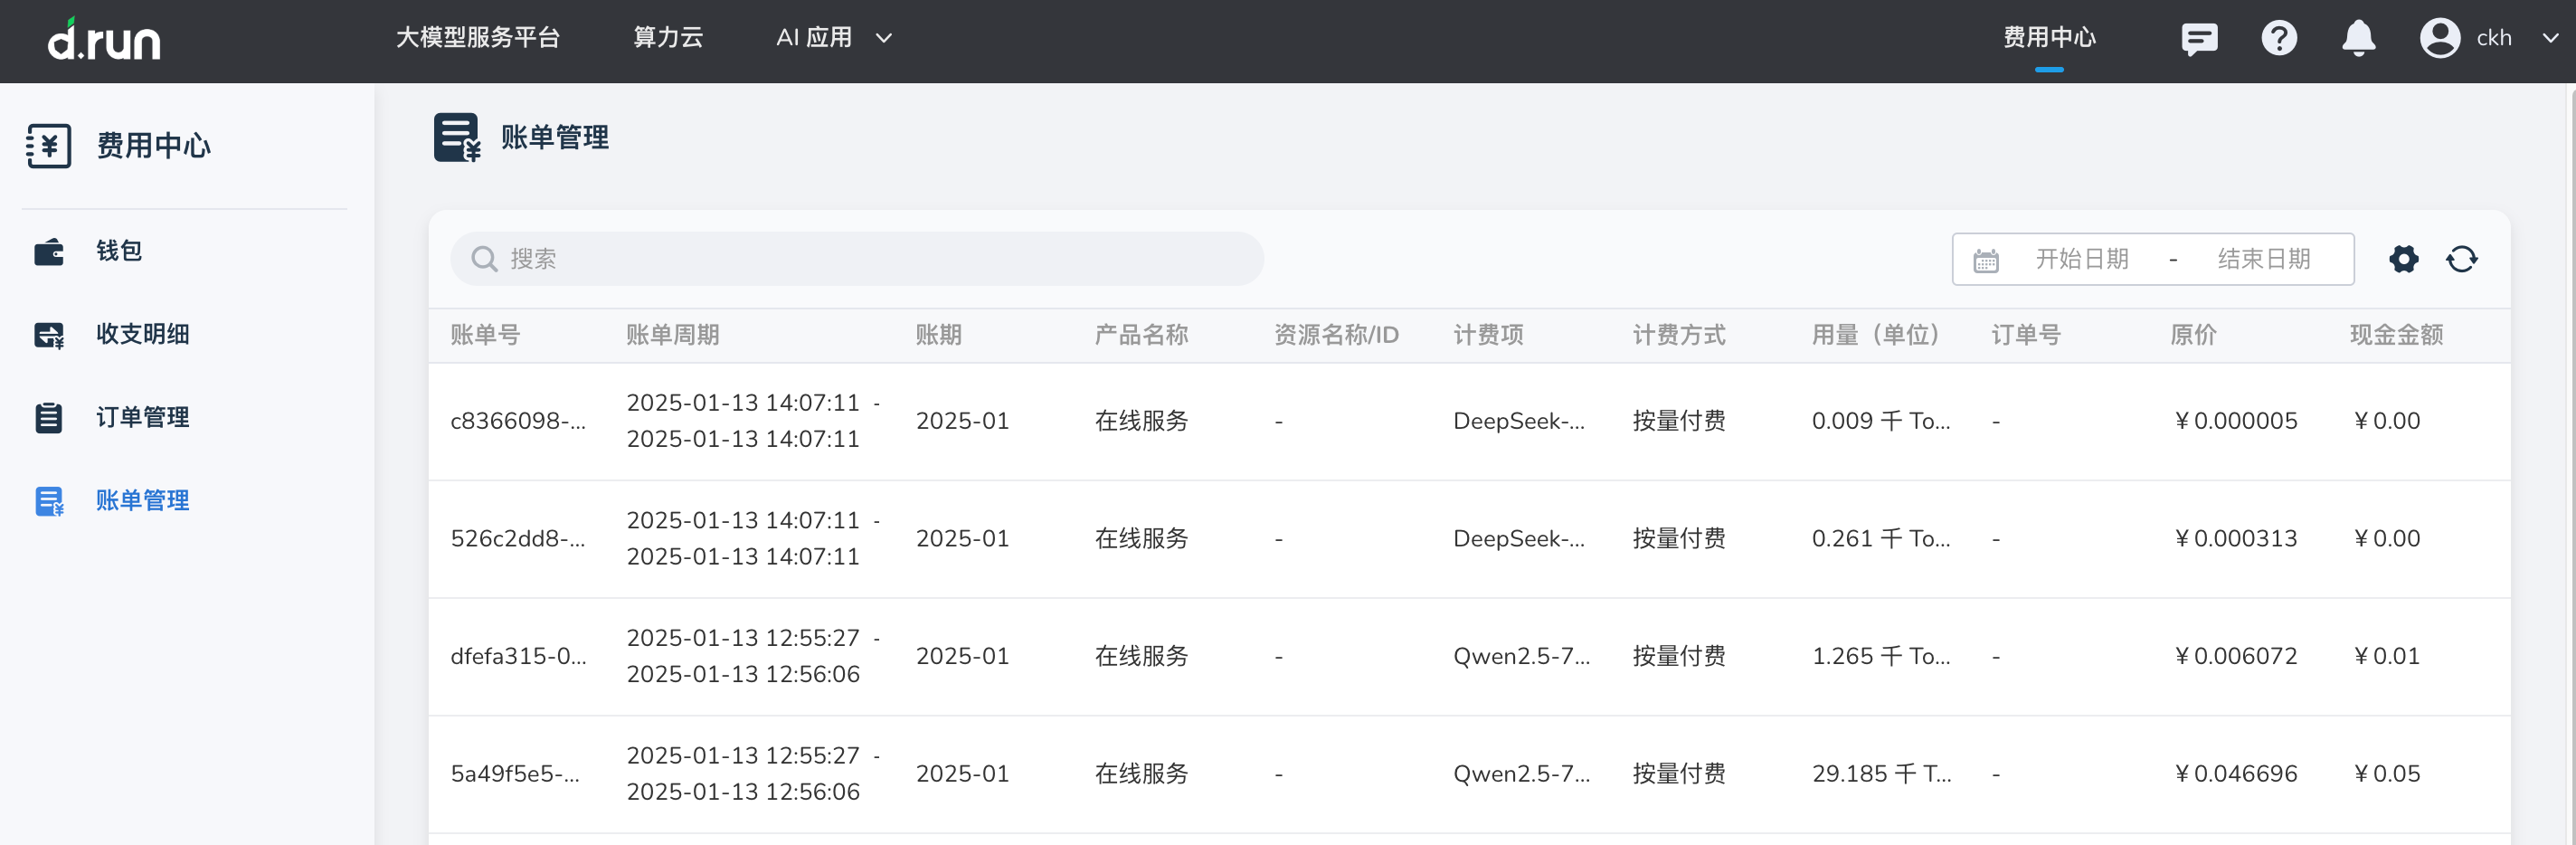 d.run 大模型服务平台 算力云 AI 应用 费用中心 ckh
费用中心
钱包
收支明细
订单管理
账单管理
账单管理
搜索 开始日期 - 结束日期
账单号 账单周期 账期 产品名称 资源名称/ID 计费项 计费方式 用量（单位） 订单号 原价 现金金额
c8366098-... 2025-01-13 14:07:11 - 2025-01-13 14:07:11 2025-01 在线服务 - DeepSeek-... 按量付费 0.009 千 To... - ￥0.000005 ￥0.00
526c2dd8-... 2025-01-13 14:07:11 - 2025-01-13 14:07:11 2025-01 在线服务 - DeepSeek-... 按量付费 0.261 千 To... - ￥0.000313 ￥0.00
dfefa315-0... 2025-01-13 12:55:27 - 2025-01-13 12:56:06 2025-01 在线服务 - Qwen2.5-7... 按量付费 1.265 千 To... - ￥0.006072 ￥0.01
5a49f5e5-... 2025-01-13 12:55:27 - 2025-01-13 12:56:06 2025-01 在线服务 - Qwen2.5-7... 按量付费 29.185 千 T... - ￥0.046696 ￥0.05